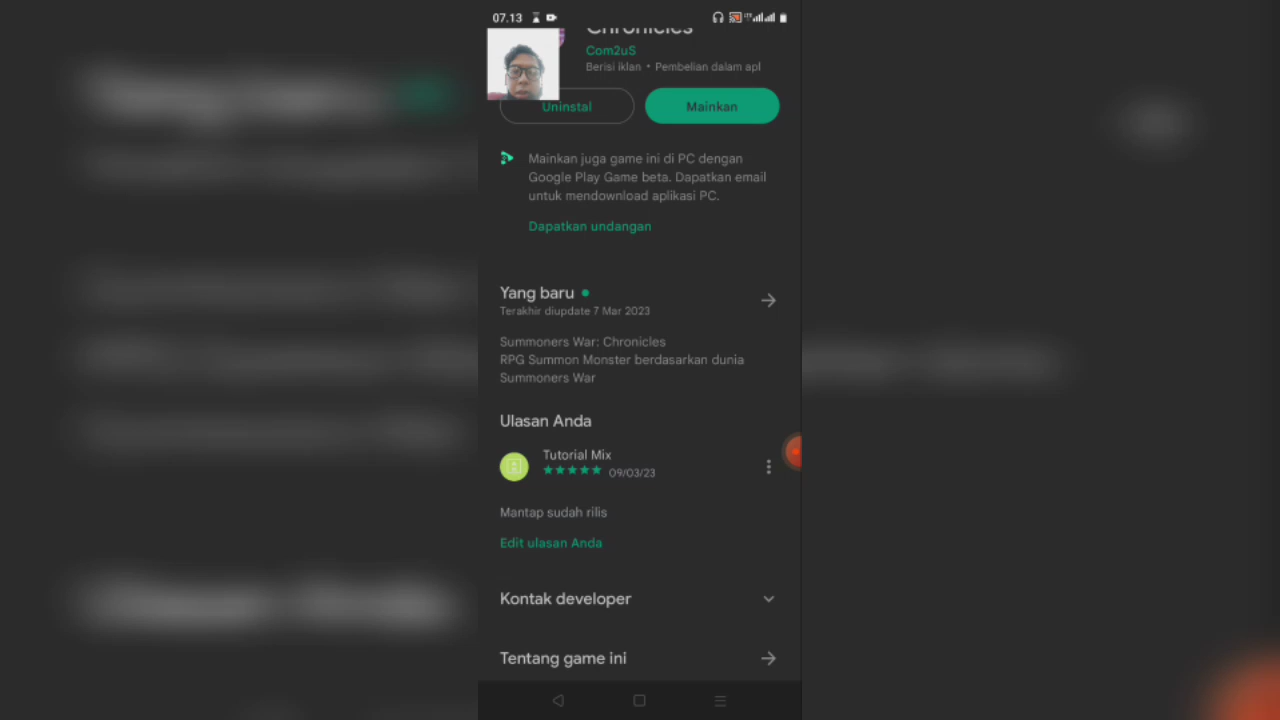 07.13
Chronicles
Com2uS
Berisi iklan • Pembelian dalam apl
Uninstal
Mainkan
Mainkan juga game ini di PC dengan
Google Play Game beta. Dapatkan email
untuk mendownload aplikasi PC.
Dapatkan undangan
Yang baru
Terakhir diupdate 7 Mar 2023
Summoners War: Chronicles
RPG Summon Monster berdasarkan dunia
Summoners War
Ulasan Anda
Tutorial Mix
09/03/23
Mantap sudah rilis
Edit ulasan Anda
Kontak developer
Tentang game ini